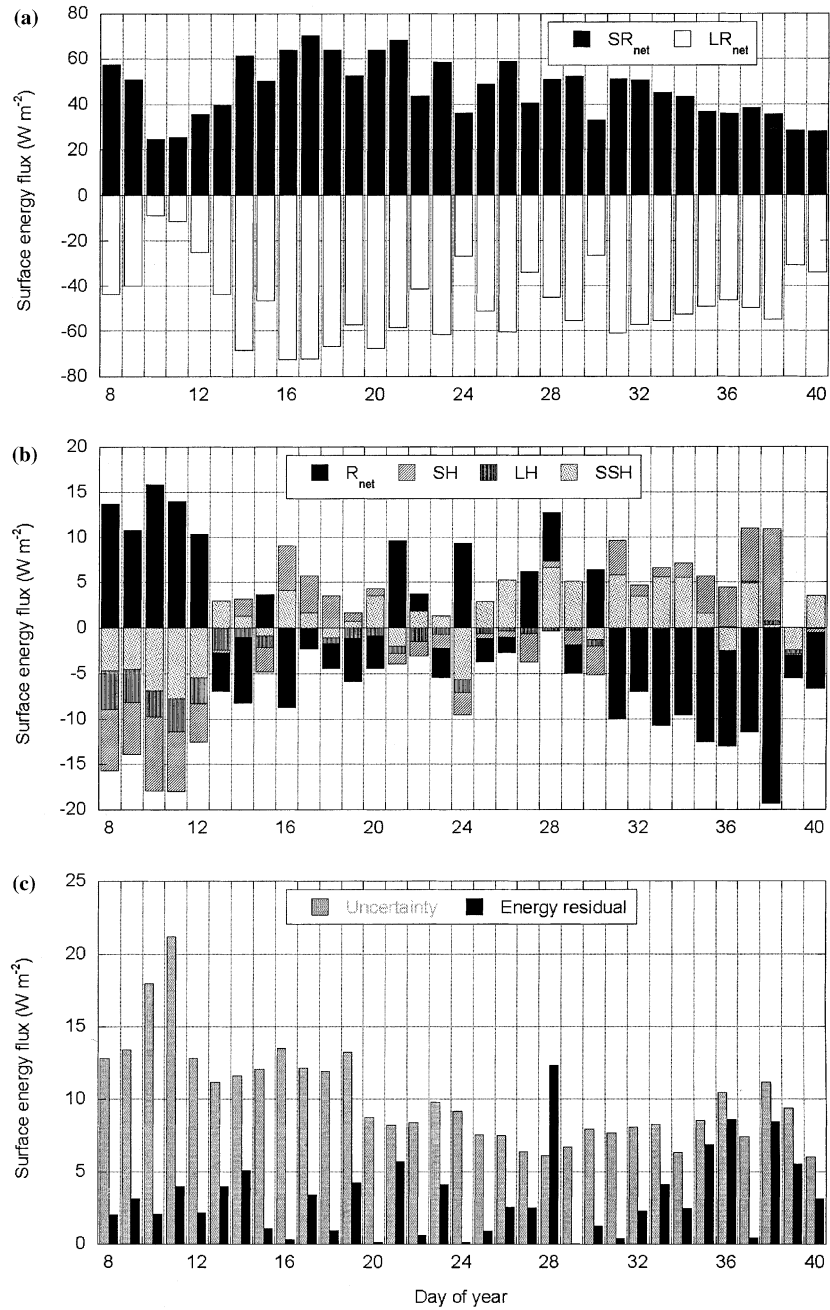 (a)
80
60
40
20
0
-20
-40
-60
-80
Surface energy flux (W m-2)
SRnet LRnet
8 12 16 20 24 28 32 36 40
(b)
20
15
10
5
0
-5
-10
-15
-20
Surface energy flux (W m-2)
Rnet SH LH SSH
8 12 16 20 24 28 32 36 40
(c)
25
20
15
10
5
0
Surface energy flux (W m-2)
Uncertainty Energy residual
8 12 16 20 24 28 32 36 40
Day of year